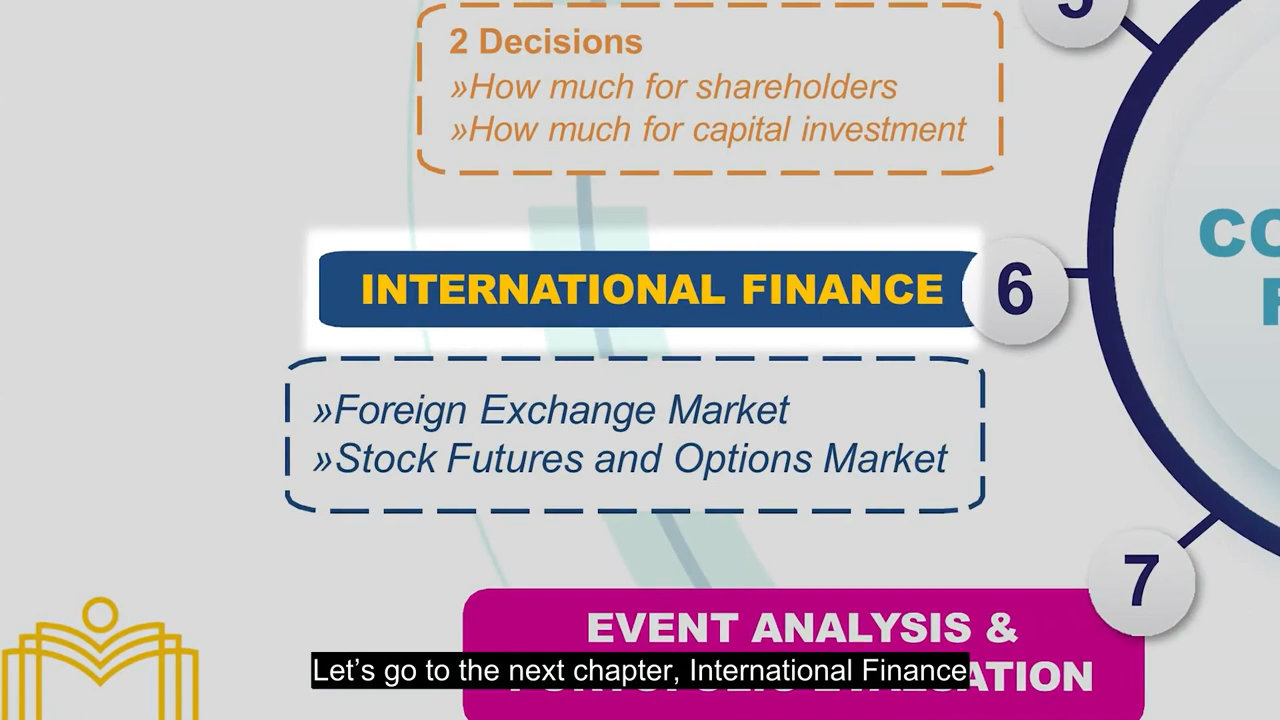 5
2 Decisions
»How much for shareholders
»How much for capital investment
INTERNATIONAL FINANCE
6
»Foreign Exchange Market
»Stock Futures and Options Market
7
EVENT ANALYSIS &
Let's go to the next chapter, International Finance